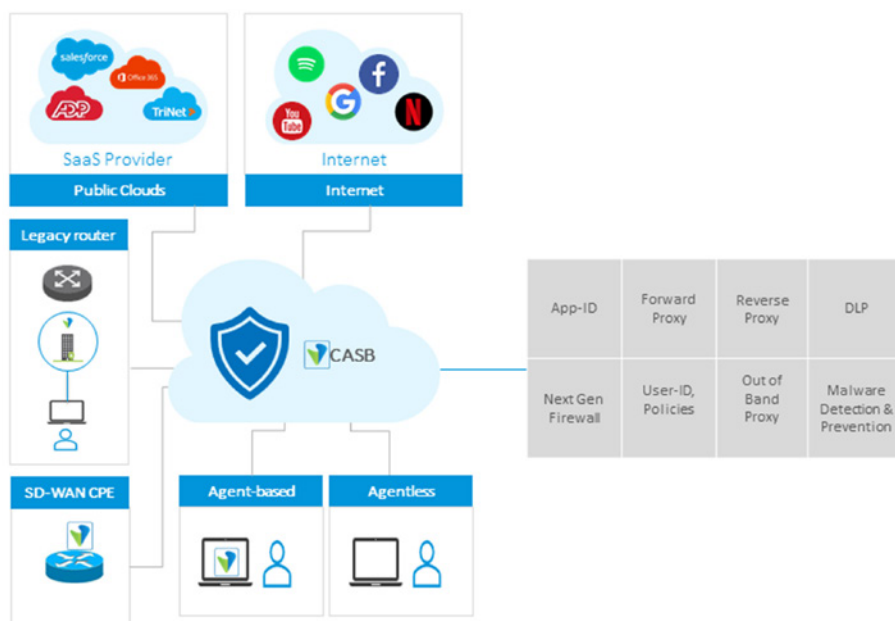 salesforce
Office 365
ADP
TriNet
SaaS Provider
Public Clouds
You
Tube
G
f
N
Internet
Internet
Legacy router
CASB
App-ID
Forward
Proxy
Reverse
Proxy
DLP
Next Gen
Firewall
User-ID,
Policies
Out of
Band
Proxy
Malware
Detection &
Prevention
SD-WAN CPE
Agent-based
Agentless